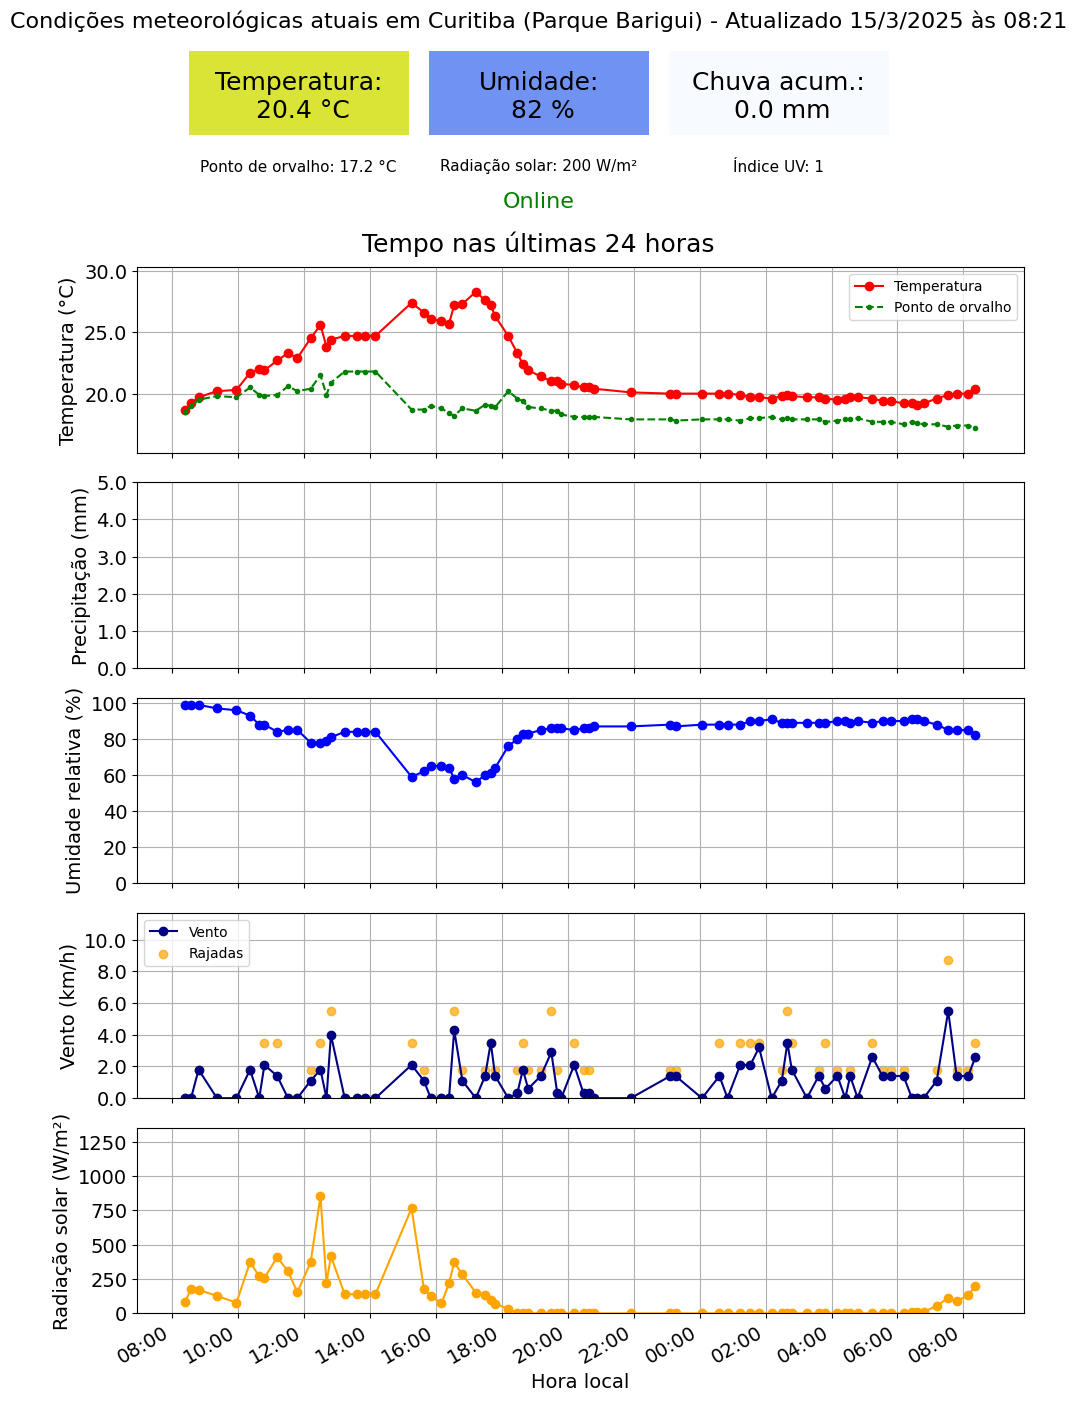 Condições meteorológicas atuais em Curitiba (Parque Barigui) - Atualizado 15/3/2025 às 08:21
Temperatura:
20.4 °C
Umidade:
82 %
Chuva acum.:
0.0 mm
Ponto de orvalho: 17.2 °C
Radiação solar: 200 W/m²
Índice UV: 1
Online
Tempo nas últimas 24 horas
Temperatura (°C)
30.0
25.0
20.0
Temperatura
Ponto de orvalho
Precipitação (mm)
5.0
4.0
3.0
2.0
1.0
0.0
Umidade relativa (%)
100
80
60
40
20
0
Vento (km/h)
10.0
8.0
6.0
4.0
2.0
0.0
Vento
Rajadas
Radiação solar (W/m²)
1250
1000
750
500
250
0
08:00
10:00
12:00
14:00
16:00
18:00
20:00
22:00
00:00
02:00
04:00
06:00
08:00
Hora local